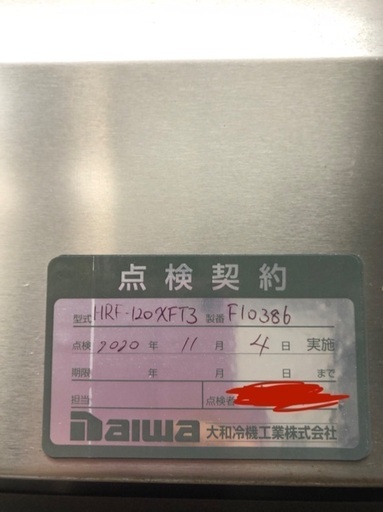 点検契約
型式 HRF-120XFT3 製番 F10386
点検 2020 年 11 月 4 日 実施
期限 年 月 日 まで
担当 点検者
Daiwa 大和冷機工業株式会社